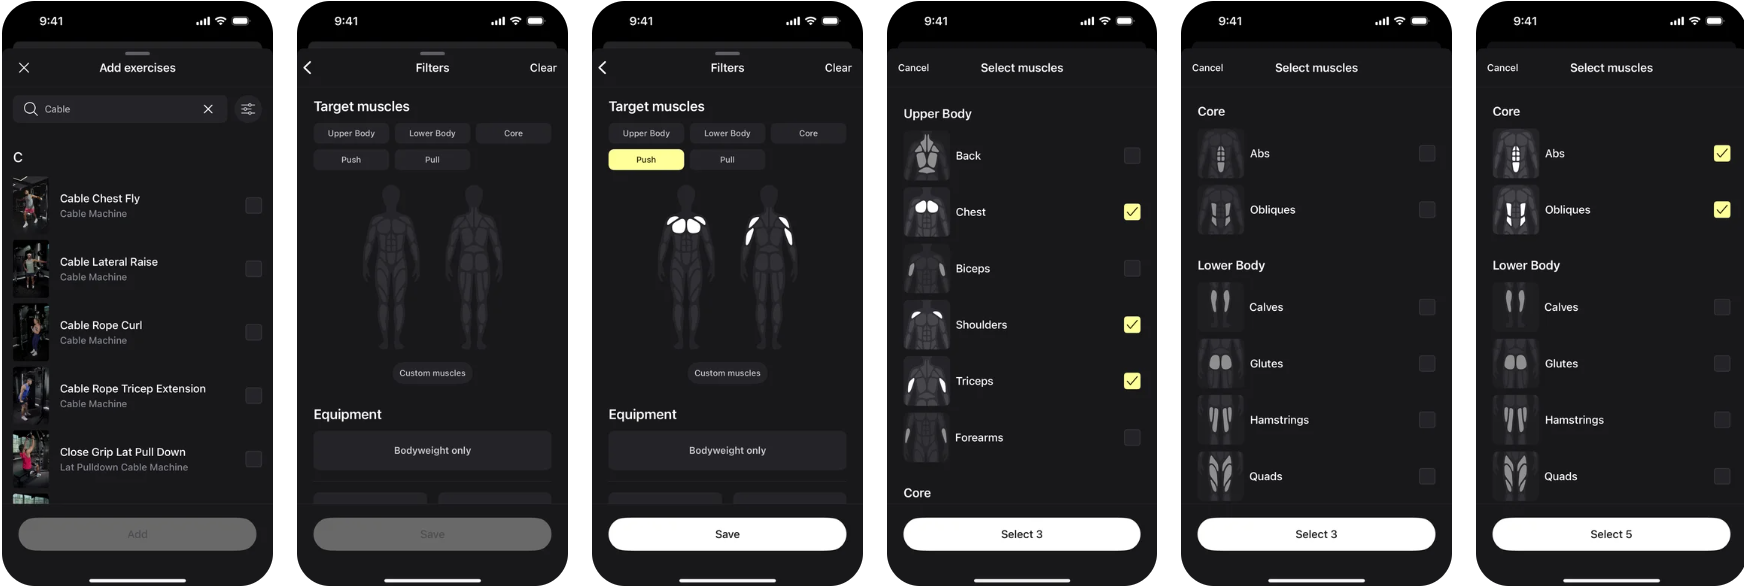 9:41
Add exercises
Cable
C
Cable Chest Fly
Cable Machine
Cable Lateral Raise
Cable Machine
Cable Rope Curl
Cable Machine
Cable Rope Tricep Extension
Cable Machine
Close Grip Lat Pull Down
Lat Pulldown Cable Machine
Add
9:41
Filters
Clear
Target muscles
Upper Body
Lower Body
Core
Push
Pull
Custom muscles
Equipment
Bodyweight only
Save
9:41
Filters
Clear
Target muscles
Upper Body
Lower Body
Core
Push
Pull
Custom muscles
Equipment
Bodyweight only
Save
9:41
Cancel
Select muscles
Upper Body
Back
Chest
Biceps
Shoulders
Triceps
Forearms
Core
Select 3
9:41
Cancel
Select muscles
Core
Abs
Obliques
Lower Body
Calves
Glutes
Hamstrings
Quads
Select 3
9:41
Cancel
Select muscles
Core
Abs
Obliques
Lower Body
Calves
Glutes
Hamstrings
Quads
Select 5